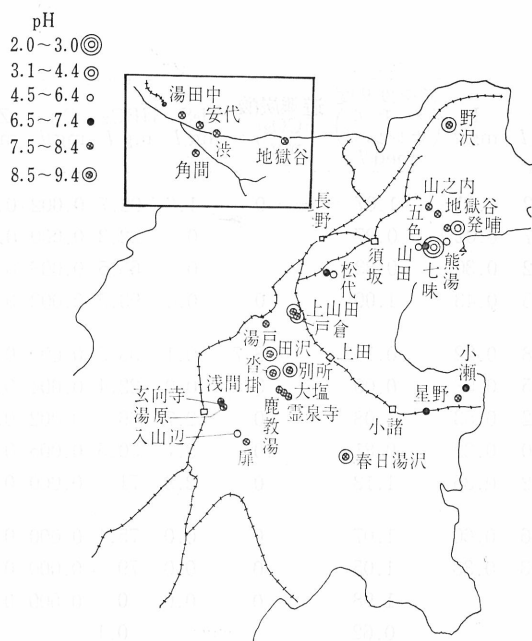 pH
2.0～3.0
3.1～4.4
4.5～6.4
6.5～7.4
7.5～8.4
8.5～9.4
湯田中
安代
渋
角間
地獄谷
野沢
山之内
地獄谷
発哺
五色
熊湯
山田
七味
長野
須坂
松代
上山田
戸倉
湯戸
田沢
上田
沓掛
別所
大塩
霊泉寺
鹿教湯
浅間
玄向寺
湯原
入山辺
扉
小瀬
星野
小諸
春日湯沢